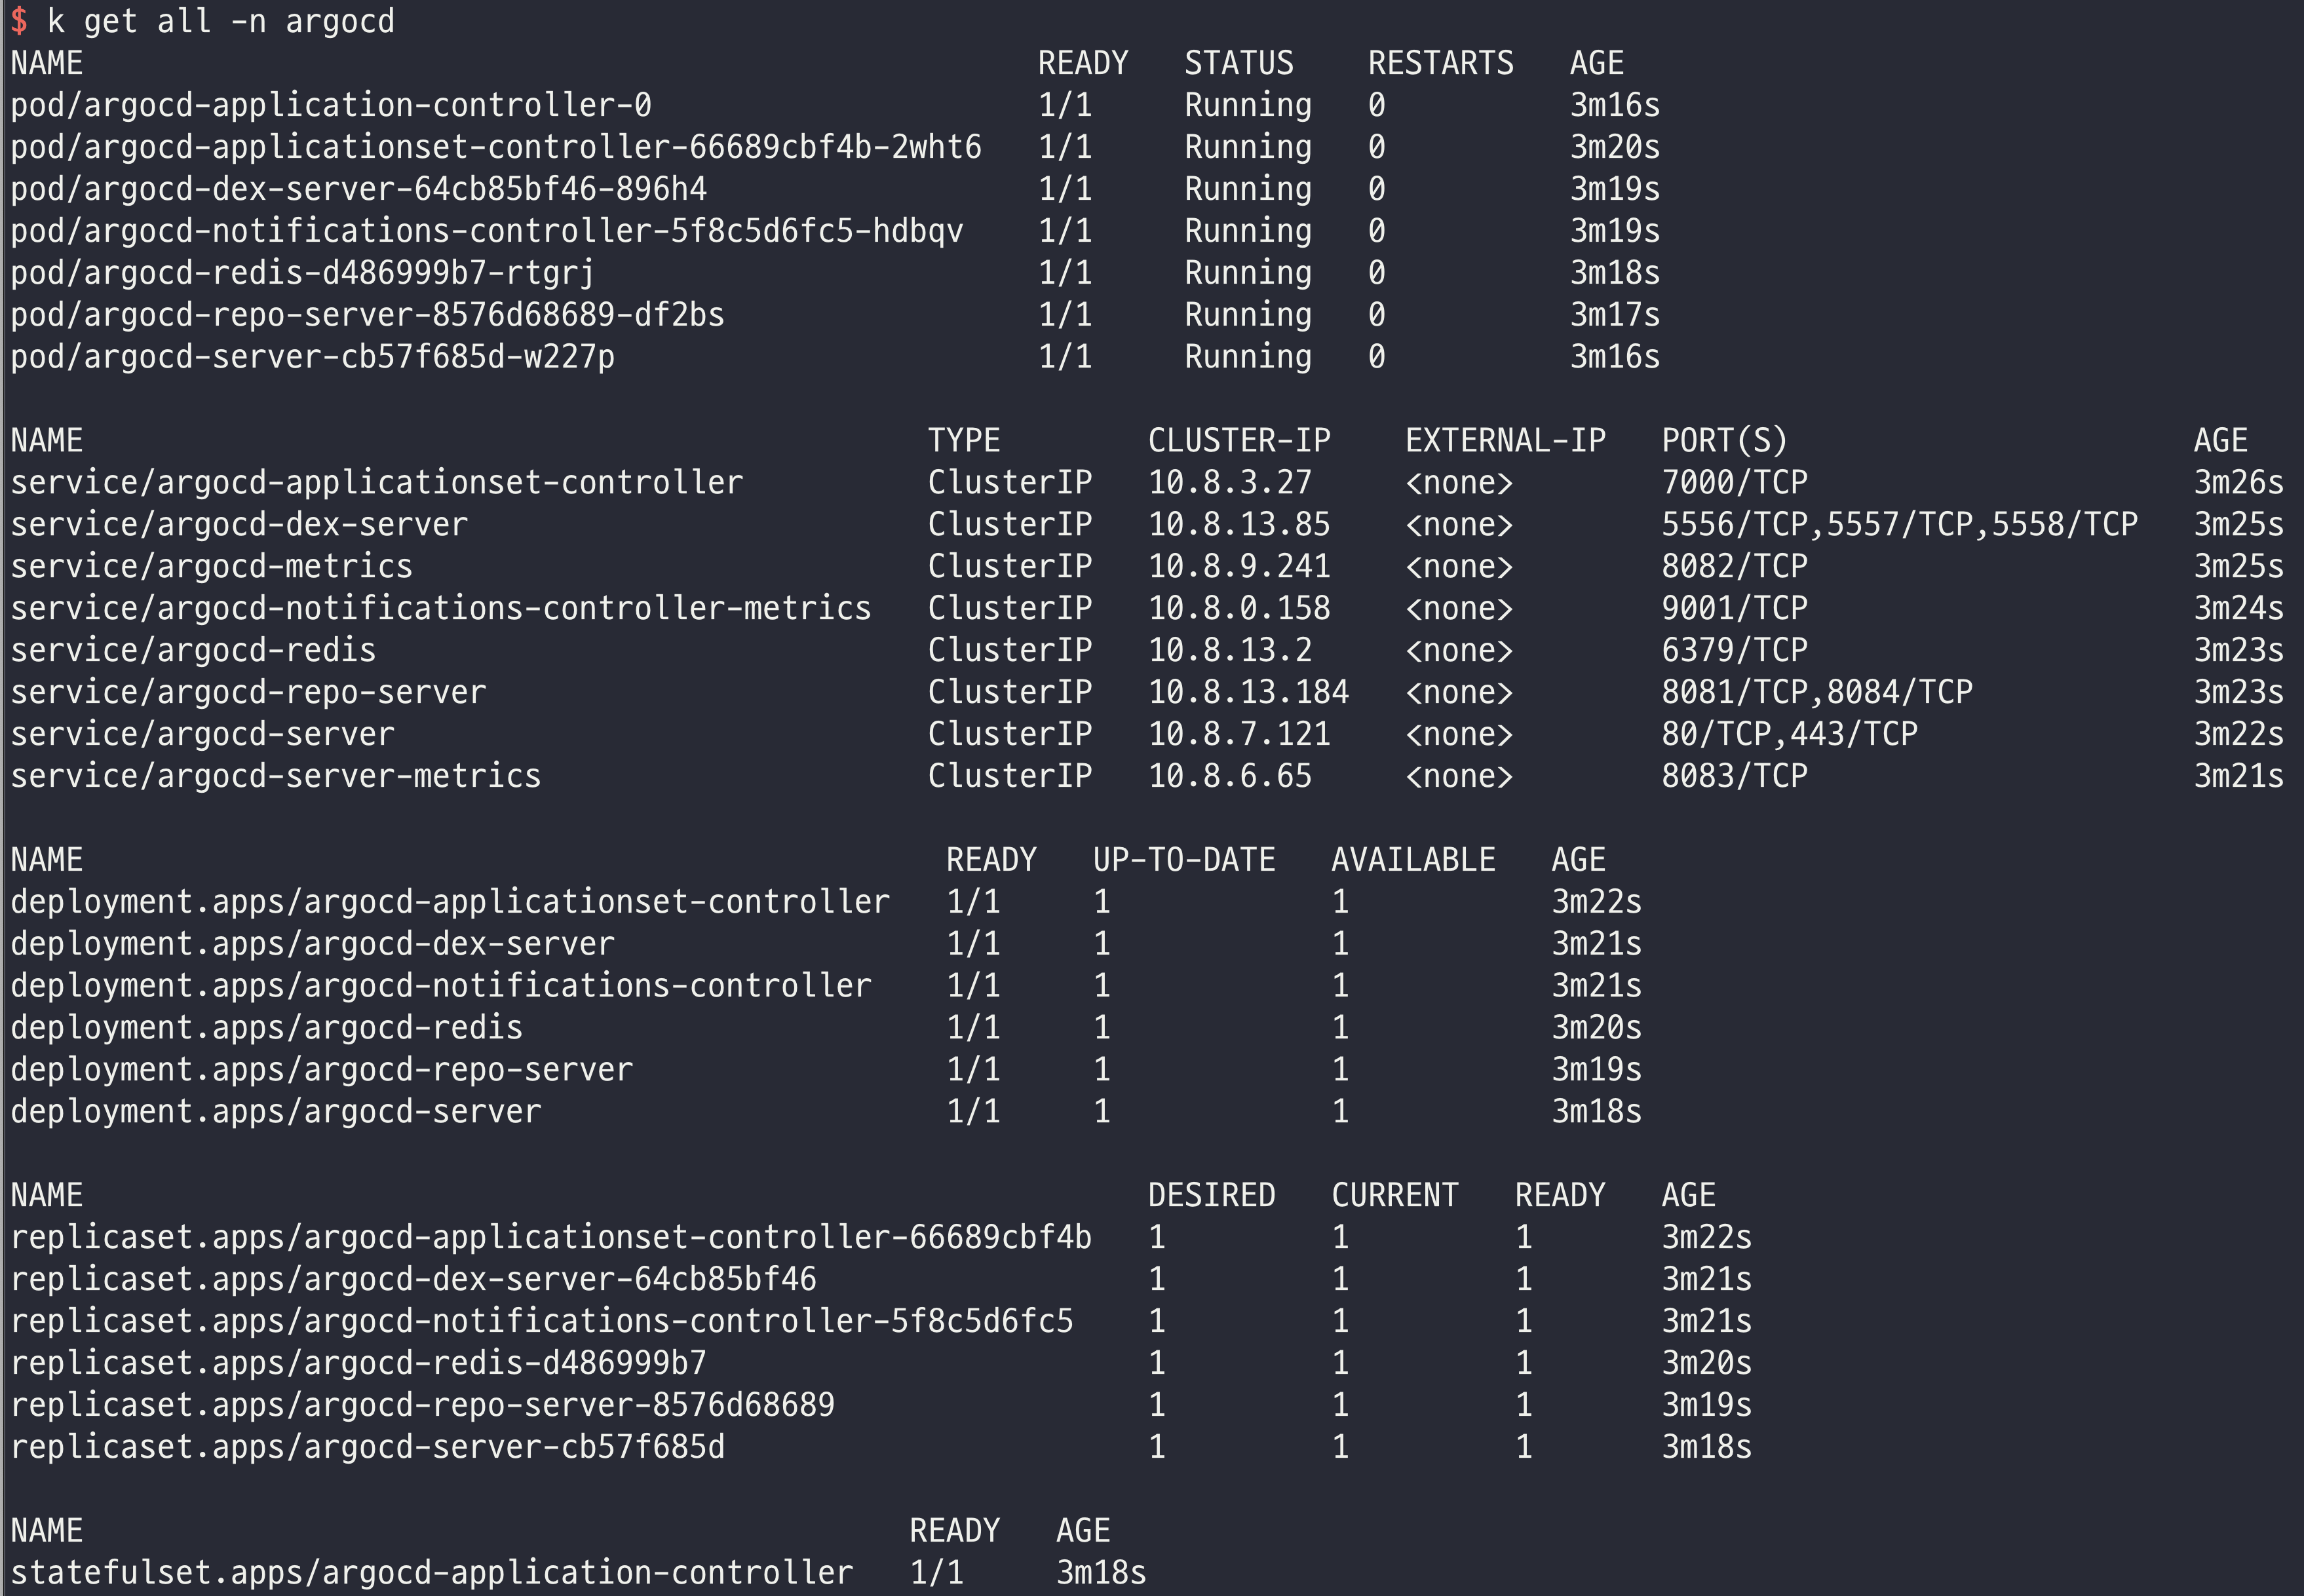 $ k get all -n argocd
NAME                                                    READY   STATUS    RESTARTS   AGE
pod/argocd-application-controller-0                     1/1     Running   0          3m16s
pod/argocd-applicationset-controller-66689cbf4b-2wht6   1/1     Running   0          3m20s
pod/argocd-dex-server-64cb85bf46-896h4                  1/1     Running   0          3m19s
pod/argocd-notifications-controller-5f8c5d6fc5-hdbqv    1/1     Running   0          3m19s
pod/argocd-redis-d486999b7-rtgrj                        1/1     Running   0          3m18s
pod/argocd-repo-server-8576d68689-df2bs                 1/1     Running   0          3m17s
pod/argocd-server-cb57f685d-w227p                       1/1     Running   0          3m16s

NAME                                              TYPE        CLUSTER-IP    EXTERNAL-IP   PORT(S)                      AGE
service/argocd-applicationset-controller          ClusterIP   10.8.3.27     <none>        7000/TCP                     3m26s
service/argocd-dex-server                         ClusterIP   10.8.13.85    <none>        5556/TCP,5557/TCP,5558/TCP   3m25s
service/argocd-metrics                            ClusterIP   10.8.9.241    <none>        8082/TCP                     3m25s
service/argocd-notifications-controller-metrics   ClusterIP   10.8.0.158    <none>        9001/TCP                     3m24s
service/argocd-redis                              ClusterIP   10.8.13.2     <none>        6379/TCP                     3m23s
service/argocd-repo-server                        ClusterIP   10.8.13.184   <none>        8081/TCP,8084/TCP            3m23s
service/argocd-server                             ClusterIP   10.8.7.121    <none>        80/TCP,443/TCP               3m22s
service/argocd-server-metrics                     ClusterIP   10.8.6.65     <none>        8083/TCP                     3m21s

NAME                                               READY   UP-TO-DATE   AVAILABLE   AGE
deployment.apps/argocd-applicationset-controller   1/1     1            1           3m22s
deployment.apps/argocd-dex-server                  1/1     1            1           3m21s
deployment.apps/argocd-notifications-controller    1/1     1            1           3m21s
deployment.apps/argocd-redis                       1/1     1            1           3m20s
deployment.apps/argocd-repo-server                 1/1     1            1           3m19s
deployment.apps/argocd-server                      1/1     1            1           3m18s

NAME                                                          DESIRED   CURRENT   READY   AGE
replicaset.apps/argocd-applicationset-controller-66689cbf4b   1         1         1       3m22s
replicaset.apps/argocd-dex-server-64cb85bf46                  1         1         1       3m21s
replicaset.apps/argocd-notifications-controller-5f8c5d6fc5    1         1         1       3m21s
replicaset.apps/argocd-redis-d486999b7                        1         1         1       3m20s
replicaset.apps/argocd-repo-server-8576d68689                 1         1         1       3m19s
replicaset.apps/argocd-server-cb57f685d                       1         1         1       3m18s

NAME                                             READY   AGE
statefulset.apps/argocd-application-controller   1/1     3m18s